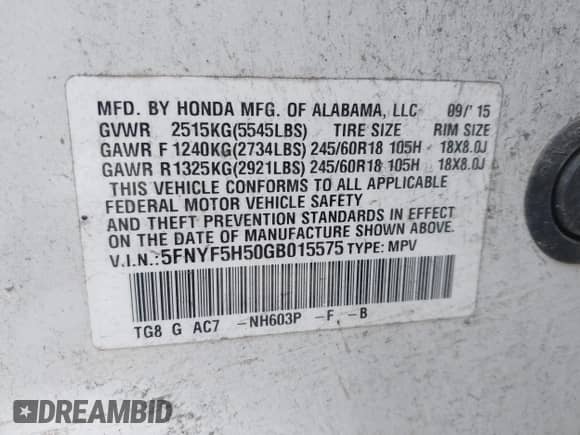 MFD. BY HONDA MFG. OF ALABAMA, LLC 09/'15
GVWR 2515KG(5545LBS) TIRE SIZE RIM SIZE
GAWR F 1240KG(2734LBS) 245/60R18 105H 18X8.0J
GAWR R 1325KG(2921LBS) 245/60R18 105H 18X8.0J
THIS VEHICLE CONFORMS TO ALL APPLICABLE
FEDERAL MOTOR VEHICLE SAFETY
AND THEFT PREVENTION STANDARDS IN EFFECT
ON THE DATE OF MANUFACTURE SHOWN ABOVE.
V.I.N.:5FNYF5H50GB015575 TYPE: MPV
TG8 G AC7 -NH603P -F -B
DREAMBID